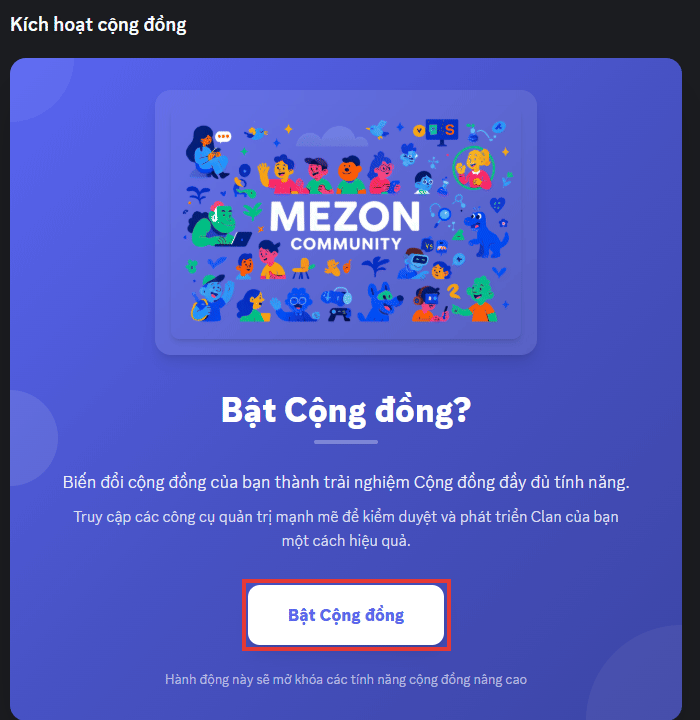 Kích hoạt cộng đồng
MEZON
COMMUNITY
Bật Cộng đồng?
Biến đổi cộng đồng của bạn thành trải nghiệm Cộng đồng đầy đủ tính năng.
Truy cập các công cụ quản trị mạnh mẽ để kiểm duyệt và phát triển Clan của bạn
một cách hiệu quả.
Bật Cộng đồng
Hành động này sẽ mở khóa các tính năng cộng đồng nâng cao